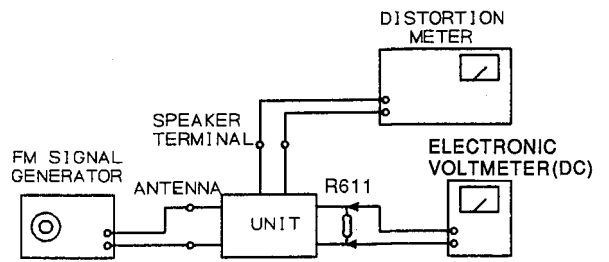 DISTORTION
METER
SPEAKER
TERMINAL
ELECTRONIC
VOLTMETER(DC)
FM SIGNAL
GENERATOR
ANTENNA
R611
UNIT